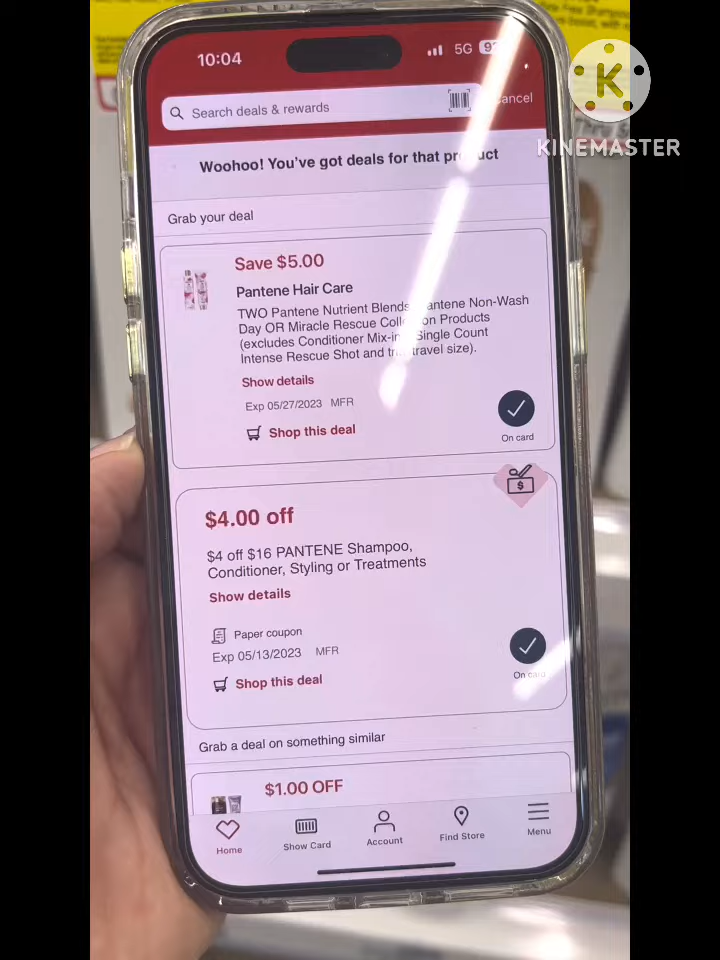 10:04
5G
Search deals & rewards
K
KINEMASTER
Woohoo! You've got deals for that
Grab your deal
Save $5.00
Pantene Hair Care
TWO Pantene Nutrient Blends, Pantene Non-Wash
Day OR Miracle Rescue Collection Products
(excludes Conditioner Mix-in, Single Count
Intense Rescue Shot and travel size).
Show details
Exp 05/27/2023 MFR
Shop this deal
On card
$
$4.00 off
$4 off $16 PANTENE Shampoo,
Conditioner, Styling or Treatments
Show details
Paper coupon
Exp 05/13/2023 MFR
Shop this deal
On card
Grab a deal on something similar
$1.00 OFF
Home
Show Card
Account
Find Store
Menu